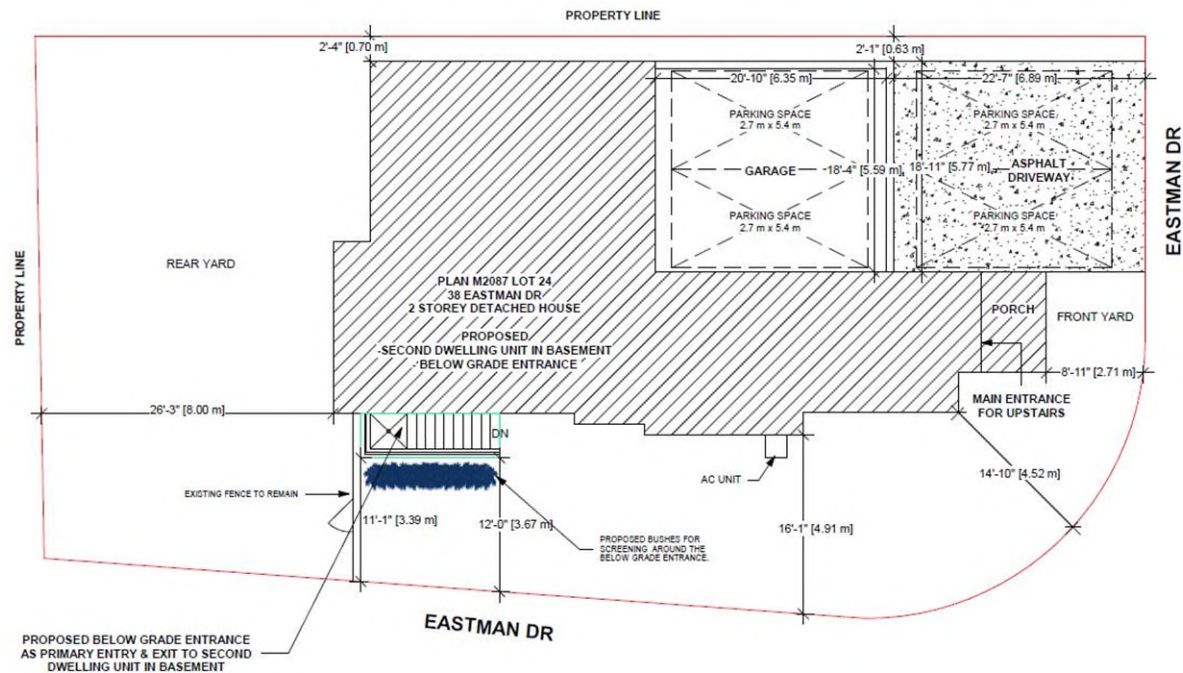 PROPERTY LINE
2'-4" [0.70 m]
2'-1" [0.63 m]
20'-10" [6.35 m]
22'-7" [6.89 m]
PARKING SPACE
2.7 m x 5.4 m
PARKING SPACE
2.7 m x 5.4 m
GARAGE
18'-4" [5.59 m]
18'-11" [5.77 m]
ASPHALT
DRIVEWAY
PARKING SPACE
2.7 m x 5.4 m
PARKING SPACE
2.7 m x 5.4 m
EASTMAN DR
PROPERTY LINE
REAR YARD
PLAN M2087 LOT 24
38 EASTMAN DR
2 STOREY DETACHED HOUSE
PROPOSED
-SECOND DWELLING UNIT IN BASEMENT
- BELOW GRADE ENTRANCE
PORCH
FRONT YARD
8'-11" [2.71 m]
MAIN ENTRANCE
FOR UPSTAIRS
26'-3" [8.00 m]
DN
14'-10" [4.52 m]
AC UNIT
EXISTING FENCE TO REMAIN
11'-1" [3.39 m]
12'-0" [3.67 m]
16'-1" [4.91 m]
PROPOSED BUSHES FOR
SCREENING AROUND THE
BELOW GRADE ENTRANCE.
EASTMAN DR
PROPOSED BELOW GRADE ENTRANCE
AS PRIMARY ENTRY & EXIT TO SECOND
DWELLING UNIT IN BASEMENT